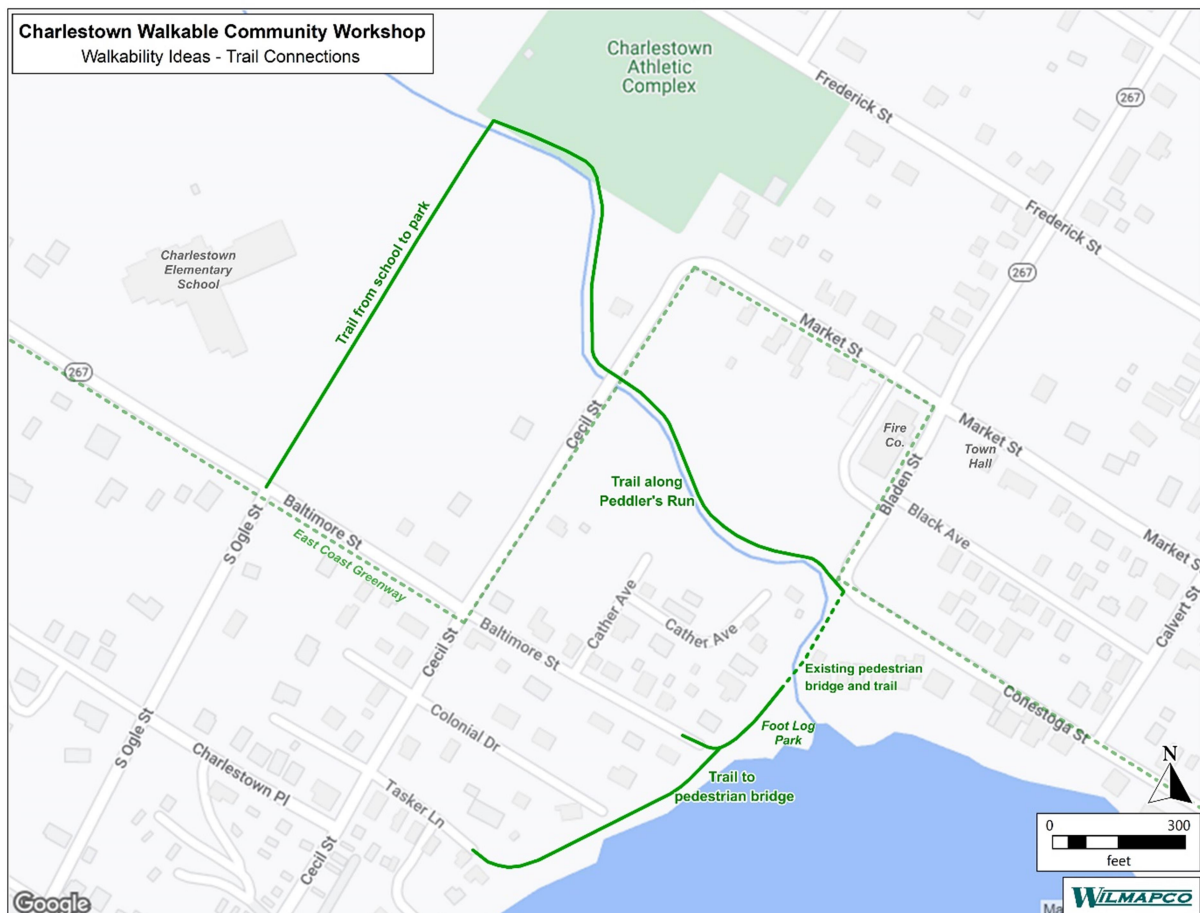 Charlestown Walkable Community Workshop
Walkability Ideas - Trail Connections
Charlestown
Athletic
Complex
Frederick St
267
Frederick St
267
Charlestown
Elementary
School
Trail from school to park
267
Market St
Cecil St
Fire
Co.
Market St
Town
Hall
Trail along
Peddler's Run
Bladen St
Black Ave
Market S
Baltimore St
S Ogle St
East Coast Greenway
Calvert St
Cather Ave
Cather Ave
Baltimore St
Cecil St
Existing pedestrian
bridge and trail
Conestoga St
Colonial Dr
Foot Log
Park
S Ogle St
Charlestown Pl
Tasker Ln
Trail to
pedestrian bridge
Cecil St
N
0 300
feet
Google
Ma
WILMAPCO